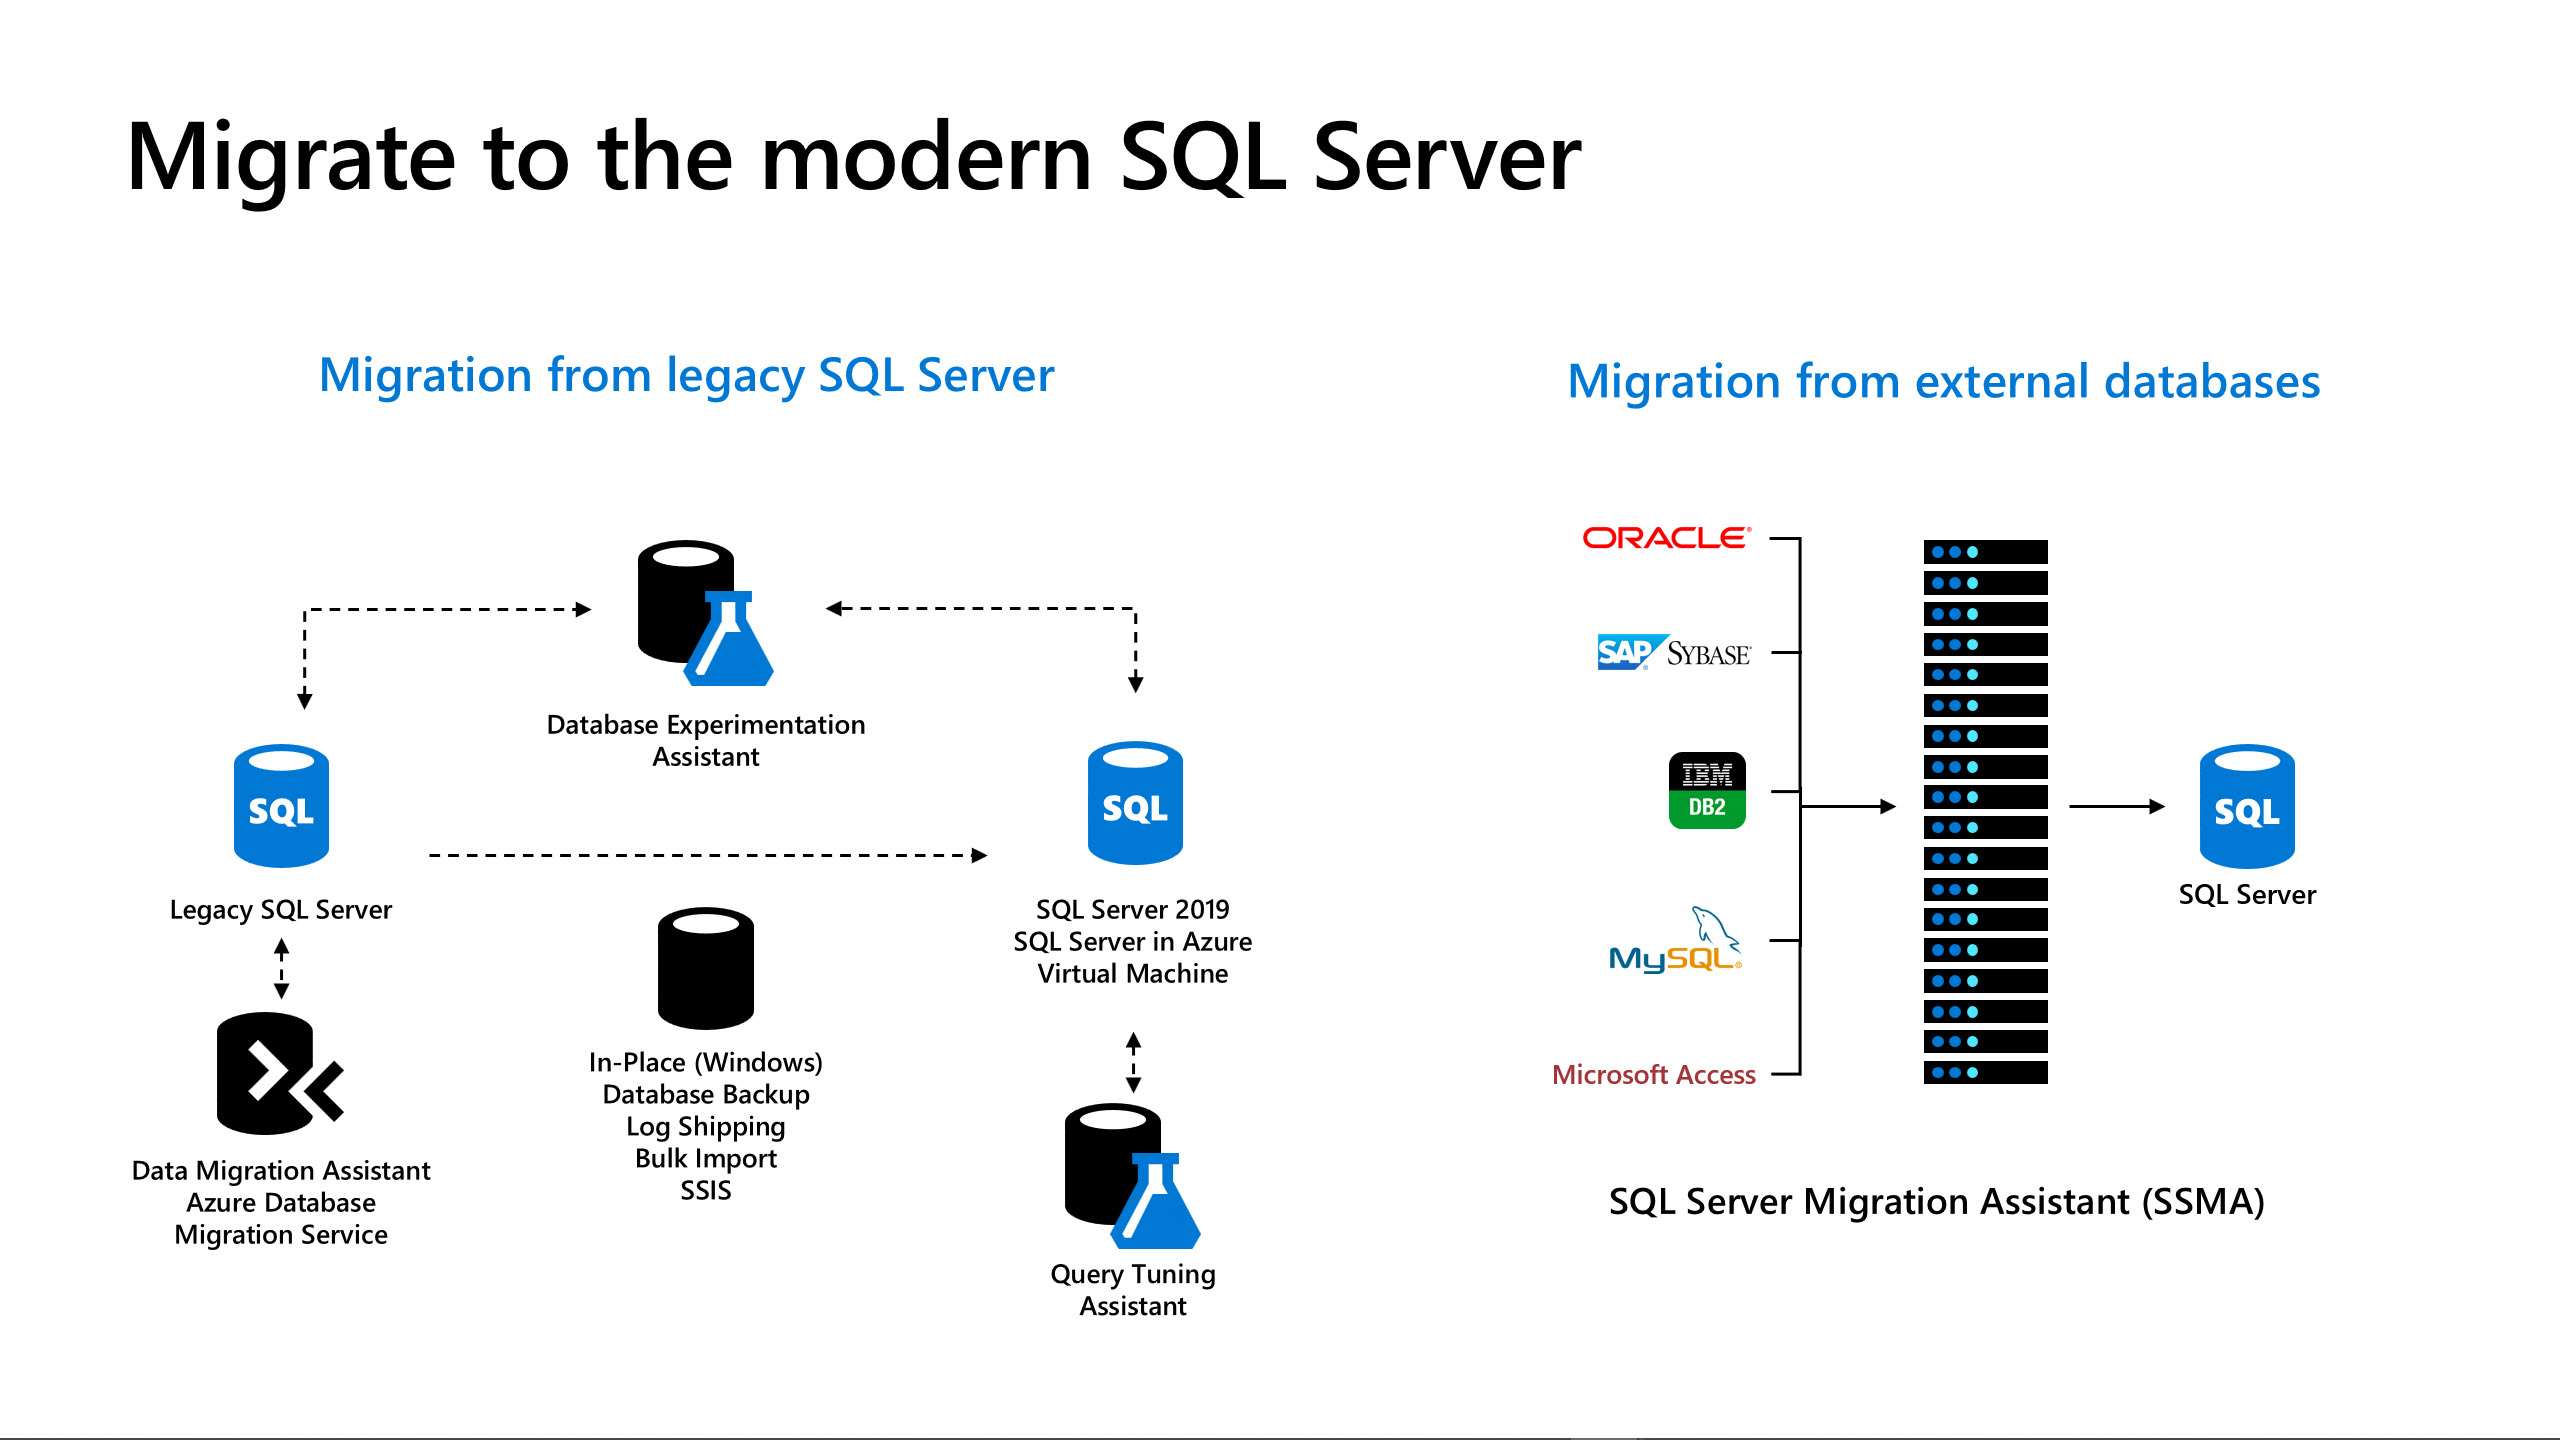 Migrate to the modern SQL Server
Migration from legacy SQL Server
Database Experimentation
Assistant
SQL
Legacy SQL Server
SQL
SQL Server 2019
SQL Server in Azure
Virtual Machine
Data Migration Assistant
Azure Database
Migration Service
In-Place (Windows)
Database Backup
Log Shipping
Bulk Import
SSIS
Query Tuning
Assistant
Migration from external databases
ORACLE®
SAP® SYBASE®
IBM
DB2
MySQL®
Microsoft Access
SQL
SQL Server
SQL Server Migration Assistant (SSMA)